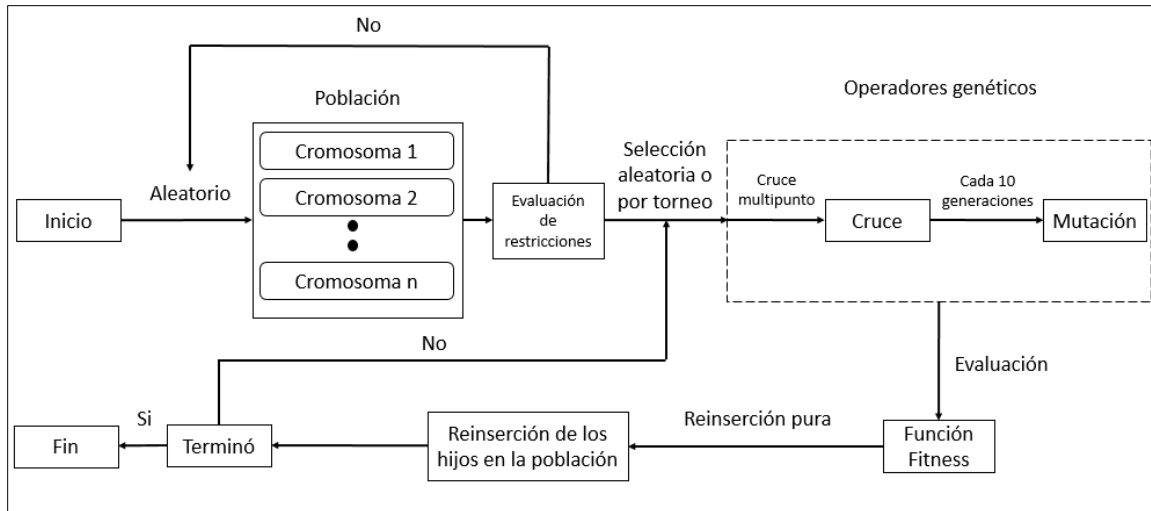 No
Operadores genéticos
Población
Selección
aleatoria o
por torneo
Cromosoma 1
Aleatorio
Cromosoma 2
Cromosoma n
Inicio
Evaluación
de
restricciones
Cruce
multipunto
Cada 10
generaciones
Cruce
Mutación
No
Evaluación
Si
Reinserción pura
Fin
Terminó
Reinserción de los
hijos en la población
Función
Fitness